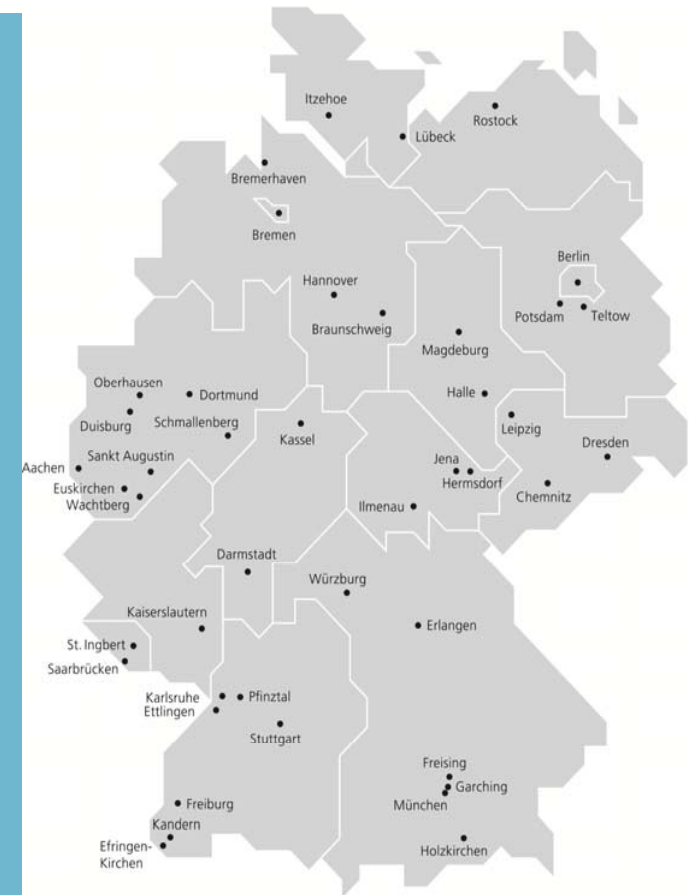 Itzehoe
Rostock
Lübeck
Bremerhaven
Bremen
Berlin
Hannover
Potsdam
Teltow
Braunschweig
Magdeburg
Oberhausen
Dortmund
Halle
Duisburg
Schmallenberg
Kassel
Leipzig
Dresden
Sankt Augustin
Jena
Aachen
Hermsdorf
Euskirchen
Chemnitz
Wachtberg
Ilmenau
Darmstadt
Würzburg
Kaiserslautern
Erlangen
St. Ingbert
Saarbrücken
Karlsruhe
Pfinztal
Ettlingen
Stuttgart
Freising
Garching
München
Freiburg
Kandern
Efringen-
Kirchen
Holzkirchen